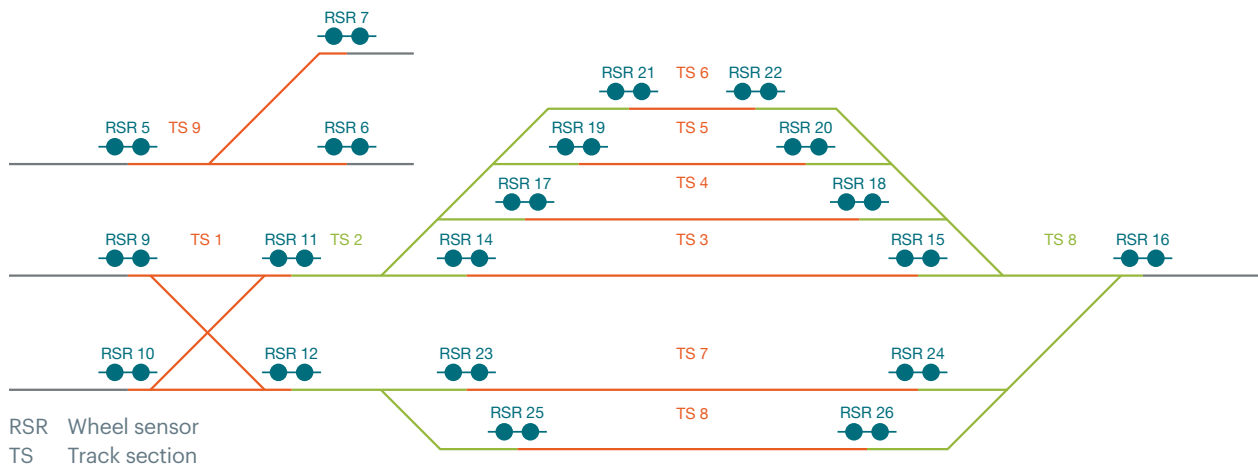 RSR 7
RSR 21 TS 6 RSR 22
RSR 5 TS 9 RSR 6 RSR 19 TS 5 RSR 20
RSR 17 TS 4 RSR 18
RSR 9 TS 1 RSR 11 TS 2 RSR 14 TS 3 RSR 15 TS 8 RSR 16
RSR 10 RSR 12 RSR 23 TS 7 RSR 24
RSR 25 TS 8 RSR 26
RSR Wheel sensor
TS Track section